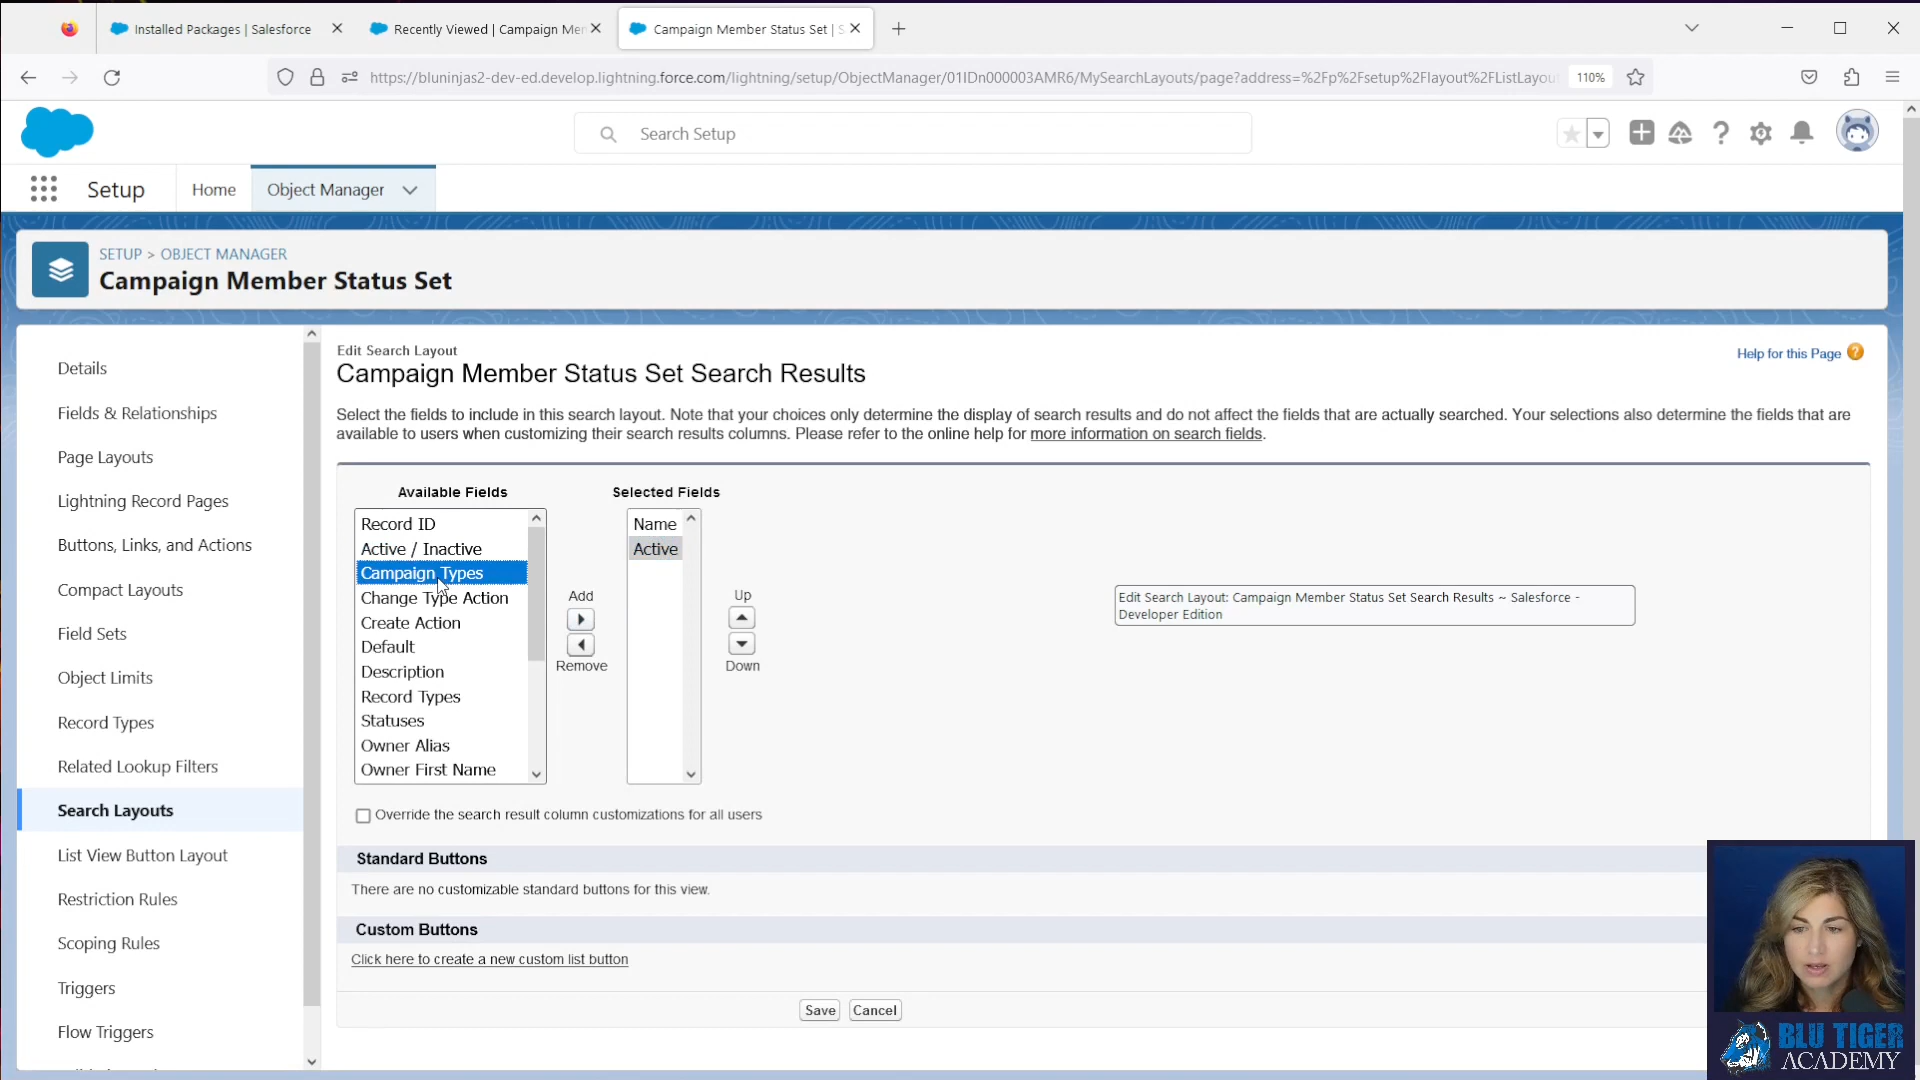 Installed Packages | Salesforce
Recently Viewed | Campaign Me
Campaign Member Status Set | S
https://bluninjas2-dev-ed.develop.lightning.force.com/lightning/setup/ObjectManager/01IDn000003AMR6/MySearchLayouts/page?address=%2Fp%2Fsetup%2Flayout%2FListLayou
110%
Search Setup
Setup
Home
Object Manager
SETUP > OBJECT MANAGER
Campaign Member Status Set
Details
Fields & Relationships
Page Layouts
Lightning Record Pages
Buttons, Links, and Actions
Compact Layouts
Field Sets
Object Limits
Record Types
Related Lookup Filters
Search Layouts
List View Button Layout
Restriction Rules
Scoping Rules
Triggers
Flow Triggers
Edit Search Layout
Campaign Member Status Set Search Results
Help for this Page
Select the fields to include in this search layout. Note that your choices only determine the display of search results and do not affect the fields that are actually searched. Your selections also determine the fields that are
available to users when customizing their search results columns. Please refer to the online help for more information on search fields.
Available Fields
Record ID
Active / Inactive
Campaign Types
Change Type Action
Create Action
Default
Description
Record Types
Statuses
Owner Alias
Owner First Name
Add
Remove
Selected Fields
Name
Active
Up
Down
Edit Search Layout: Campaign Member Status Set Search Results ~ Salesforce -
Developer Edition
Override the search result column customizations for all users
Standard Buttons
There are no customizable standard buttons for this view.
Custom Buttons
Click here to create a new custom list button
Save
Cancel
BLU TIGER
ACADEMY